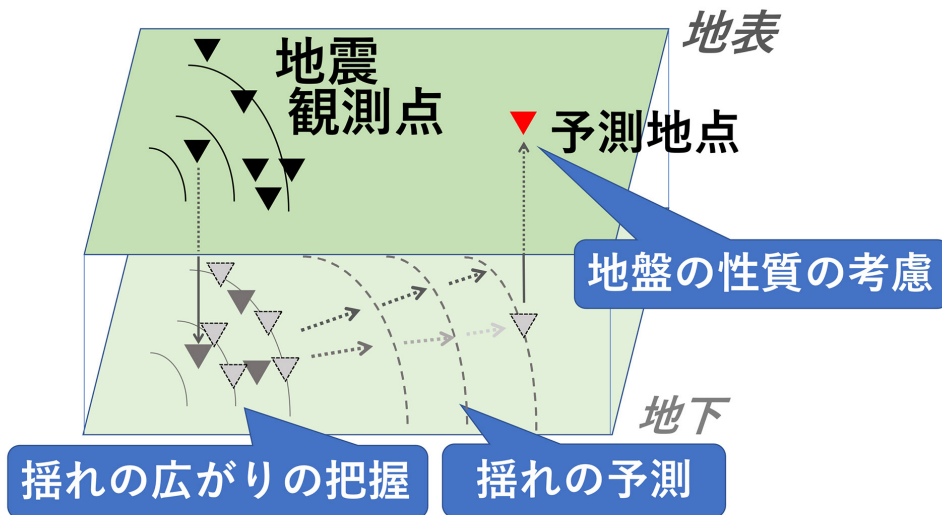 地表
地震
観測点
予測地点
地盤の性質の考慮
地下
揺れの広がりの把握
揺れの予測